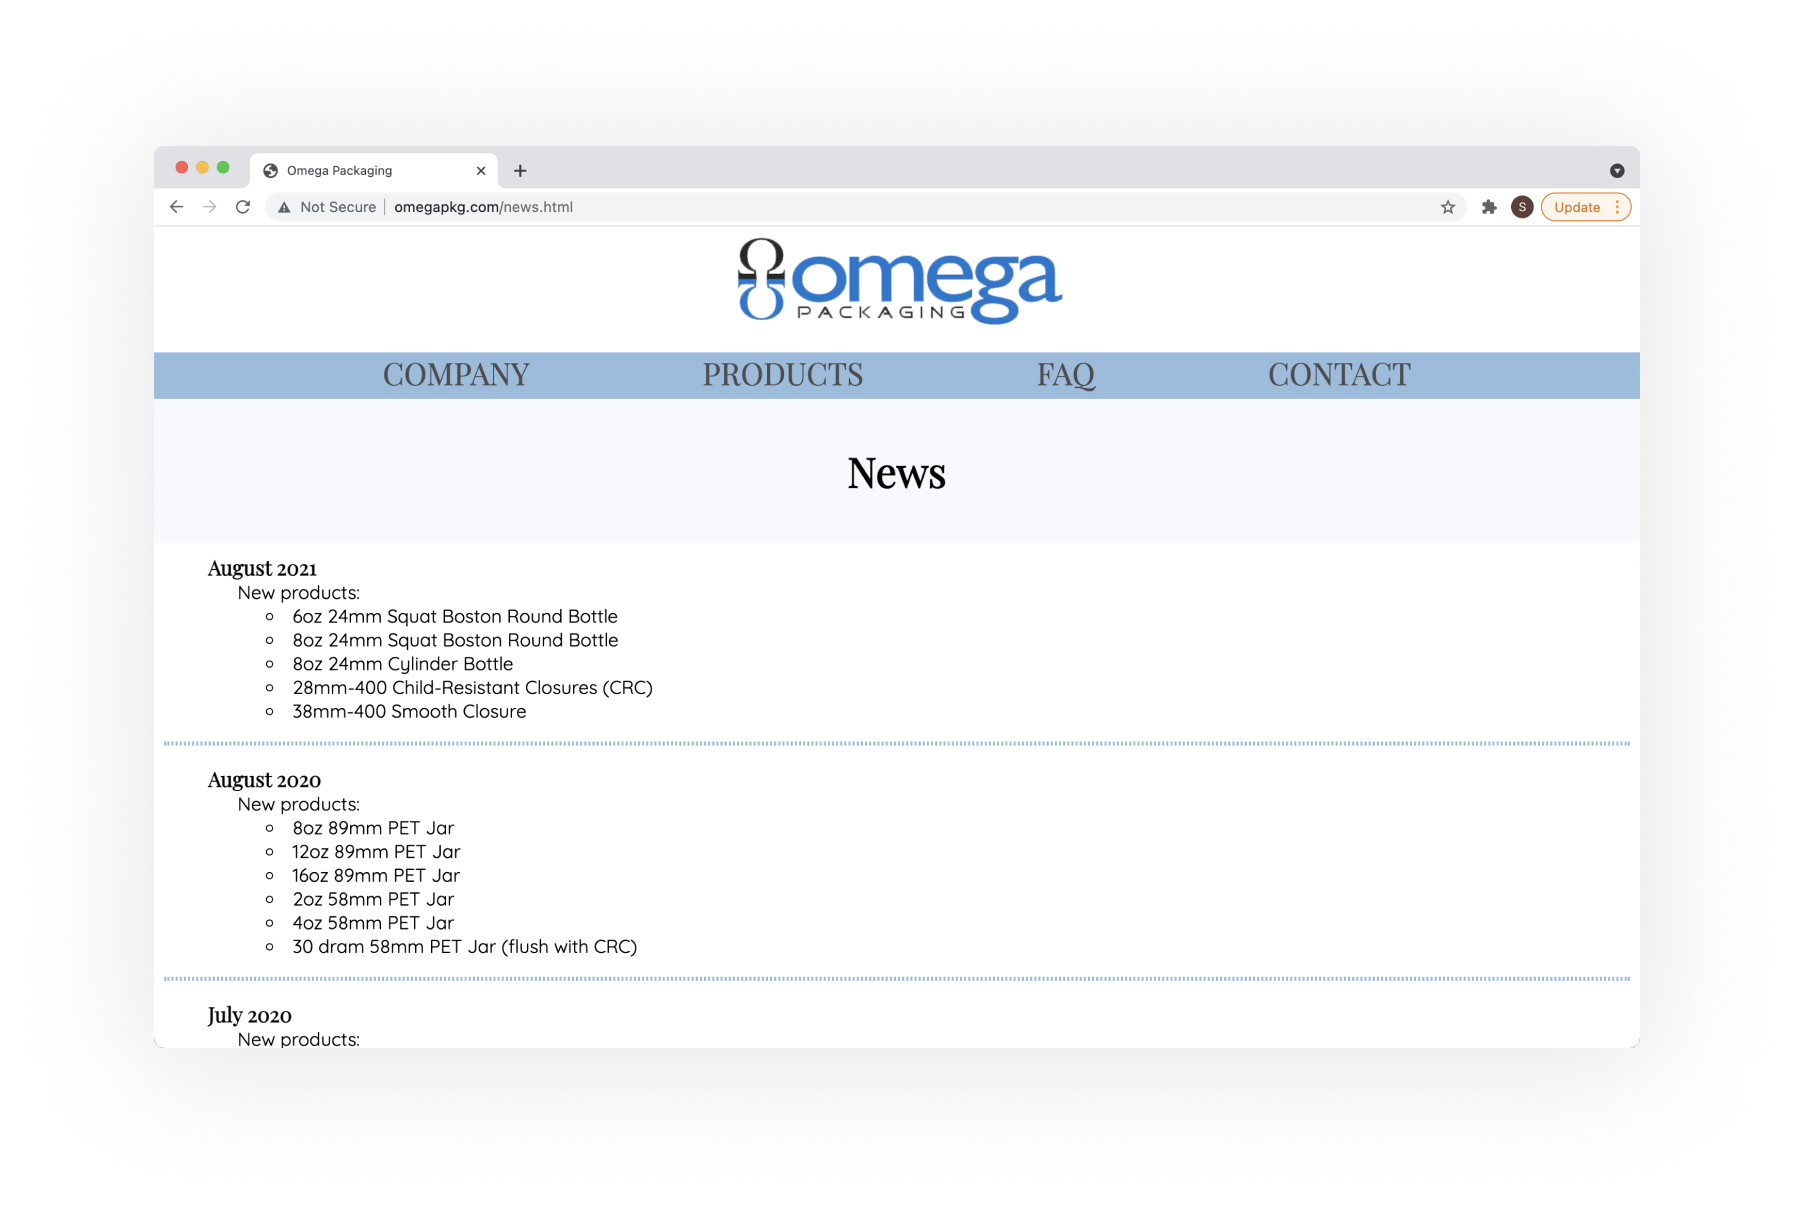 Omega Packaging
Not Secure omegapkg.com/news.html
S
Update
omega
PACKAGING
COMPANY PRODUCTS FAQ CONTACT
News
August 2021
New products:
6oz 24mm Squat Boston Round Bottle
8oz 24mm Squat Boston Round Bottle
8oz 24mm Cylinder Bottle
28mm-400 Child-Resistant Closures (CRC)
38mm-400 Smooth Closure
August 2020
New products:
8oz 89mm PET Jar
12oz 89mm PET Jar
16oz 89mm PET Jar
2oz 58mm PET Jar
4oz 58mm PET Jar
30 dram 58mm PET Jar (flush with CRC)
July 2020
New products: